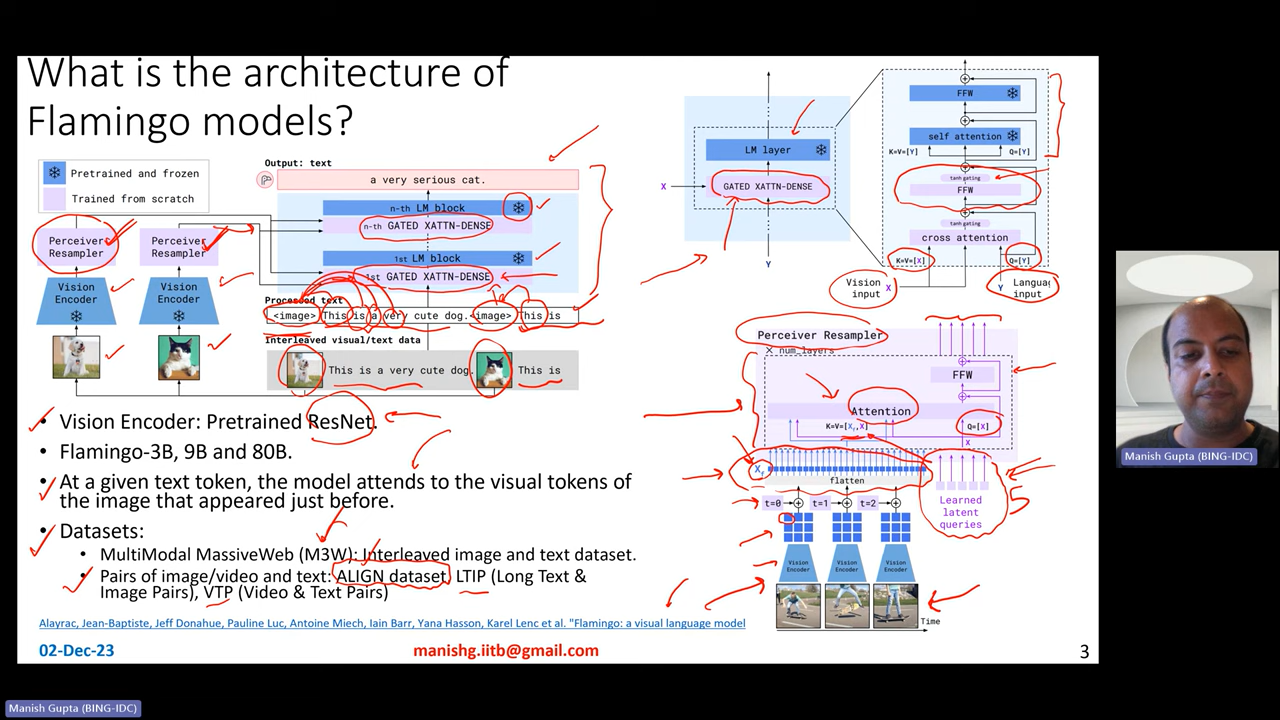 What is the architecture of
Flamingo models?
Pretrained and frozen
Trained from scratch
Perceiver
Resampler
Perceiver
Resampler
Vision
Encoder
Vision
Encoder
Output: text
a very serious cat.
n-th LM block
n-th GATED XATTN-DENSE
1st LM block
1st GATED XATTN-DENSE
Processed text
<image> This is a very cute dog.<image> This is
Interleaved visual/text data
This is a very cute dog.
This is
LM layer
GATED XATTN-DENSE
X
Y
FFW
self attention
K=V=[Y]
Q=[Y]
tanh gating
FFW
tanh gating
cross attention
K=V=[X]
Q=[Y]
Vision
input
X
Y
Langua
input
Perceiver Resampler
× num_layers
FFW
Attention
K=V=[Xf,X]
Q=[X]
X
Xf
flatten
5
t=0
t=1
t=2
Learned
latent
queries
Vision
Encoder
Vision
Encoder
Vision
Encoder
Time
• Vision Encoder: Pretrained ResNet.
• Flamingo-3B, 9B and 80B.
• At a given text token, the model attends to the visual tokens of
the image that appeared just before.
• Datasets:
• MultiModal MassiveWeb (M3W): Interleaved image and text dataset.
• Pairs of image/video and text: ALIGN dataset, LTIP (Long Text &
Image Pairs), VTP (Video & Text Pairs)
Alayrac, Jean-Baptiste, Jeff Donahue, Pauline Luc, Antoine Miech, Iain Barr, Yana Hasson, Karel Lenc et al. "Flamingo: a visual language model
02-Dec-23
manishg.iitb@gmail.com
3
Manish Gupta (BING-IDC)
Manish Gupta (BING-IDC)